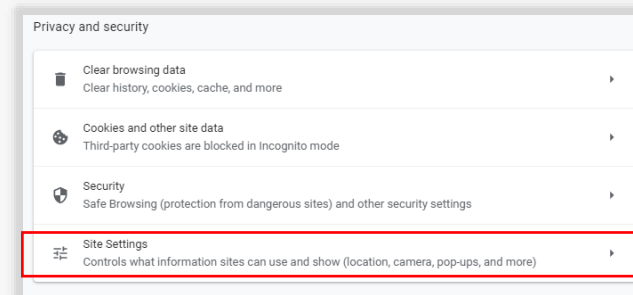 Privacy and security
Clear browsing data
Clear history, cookies, cache, and more
Cookies and other site data
Third-party cookies are blocked in Incognito mode
Security
Safe Browsing (protection from dangerous sites) and other security settings
Site Settings
Controls what information sites can use and show (location, camera, pop-ups, and more)